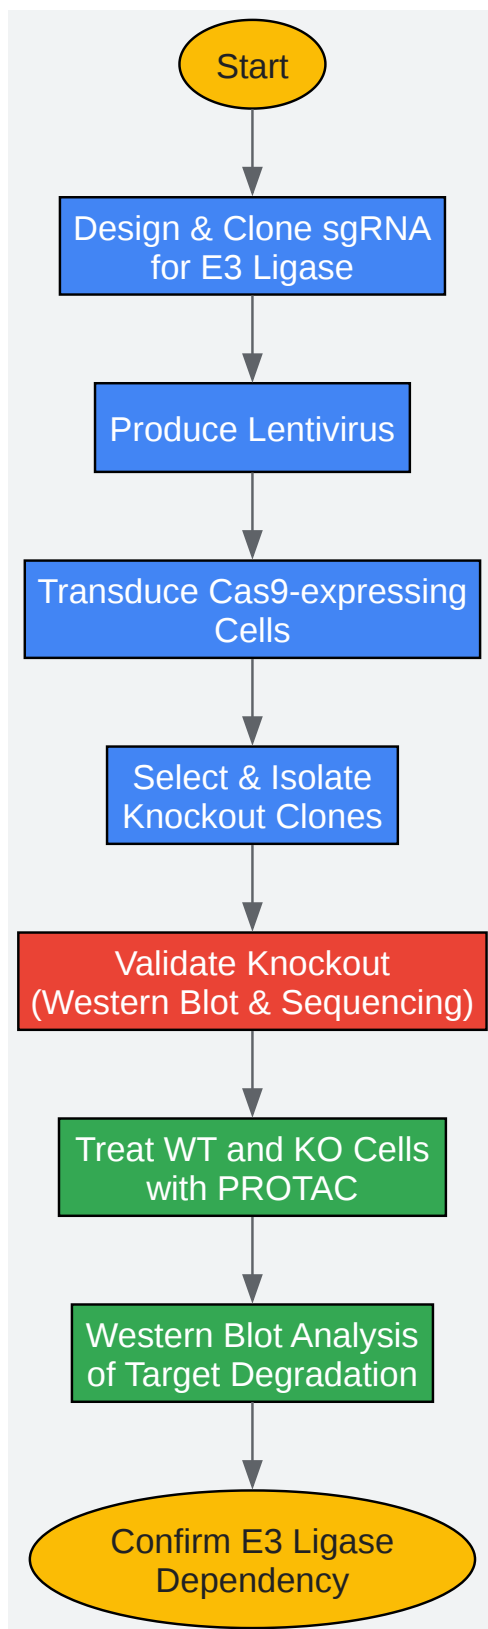 Start
Design & Clone sgRNA
for E3 Ligase
Produce Lentivirus
Transduce Cas9-expressing
Cells
Select & Isolate
Knockout Clones
Validate Knockout
(Western Blot & Sequencing)
Treat WT and KO Cells
with PROTAC
Western Blot Analysis
of Target Degradation
Confirm E3 Ligase
Dependency